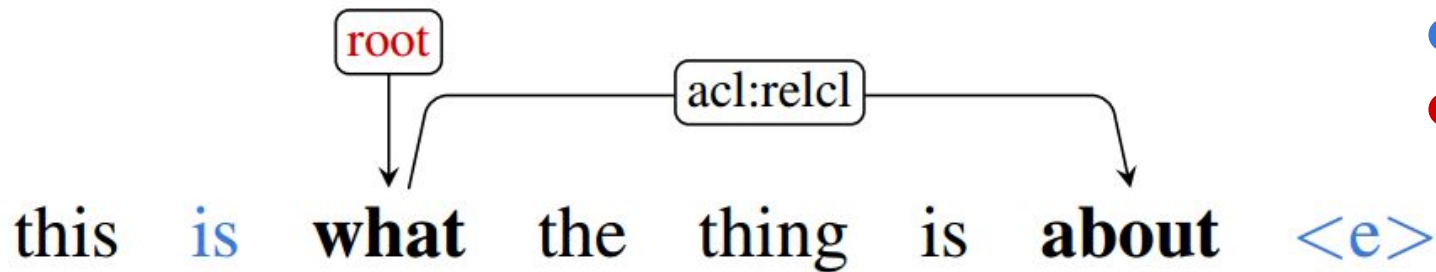 root
acl:relcl
this is what the thing is about <e>